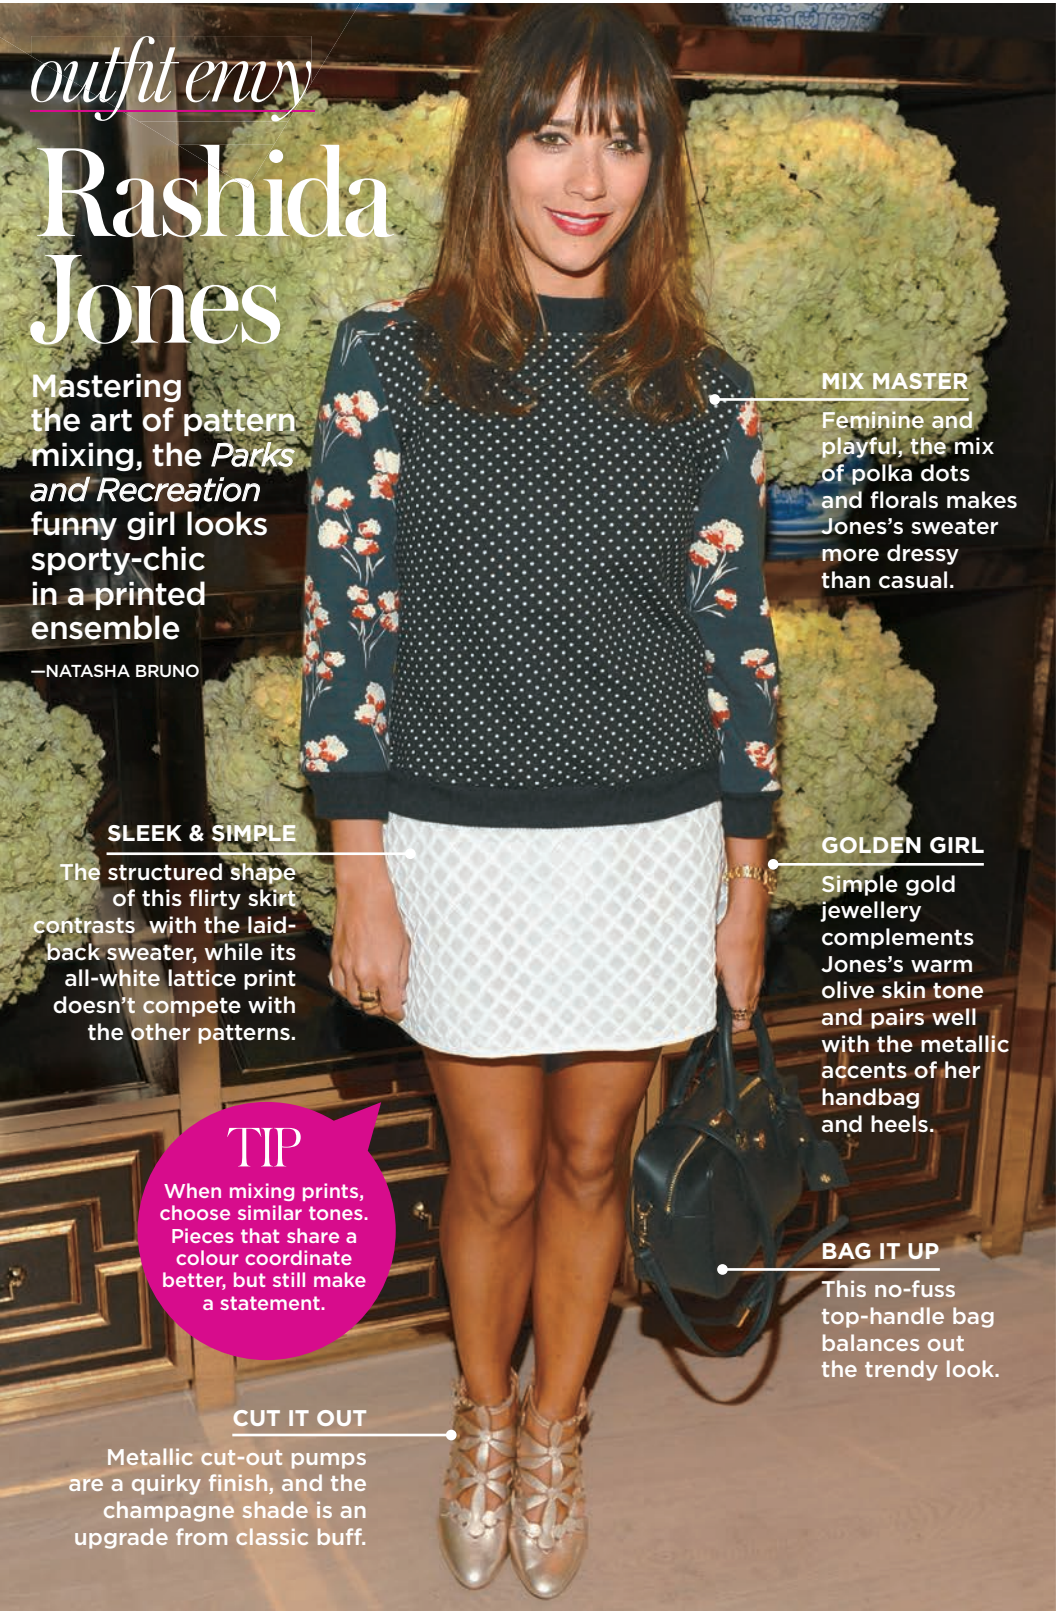 outfit envy
Rashida
Jones
Mastering
the art of pattern
mixing, the Parks
and Recreation
funny girl looks
sporty-chic
in a printed
ensemble
—NATASHA BRUNO
MIX MASTER
Feminine and
playful, the mix
of polka dots
and florals makes
Jones’s sweater
more dressy
than casual.
SLEEK & SIMPLE
The structured shape
of this flirty skirt
contrasts  with the laid-
back sweater, while its
all-white lattice print
doesn’t compete with
the other patterns.
GOLDEN GIRL
Simple gold
jewellery
complements
Jones’s warm
olive skin tone
and pairs well
with the metallic
accents of her
handbag
and heels.
TIP
When mixing prints,
choose similar tones.
Pieces that share a
colour coordinate
better, but still make
a statement.
BAG IT UP
This no-fuss
top-handle bag
balances out
the trendy look.
CUT IT OUT
Metallic cut-out pumps
are a quirky finish, and the
champagne shade is an
upgrade from classic buff.